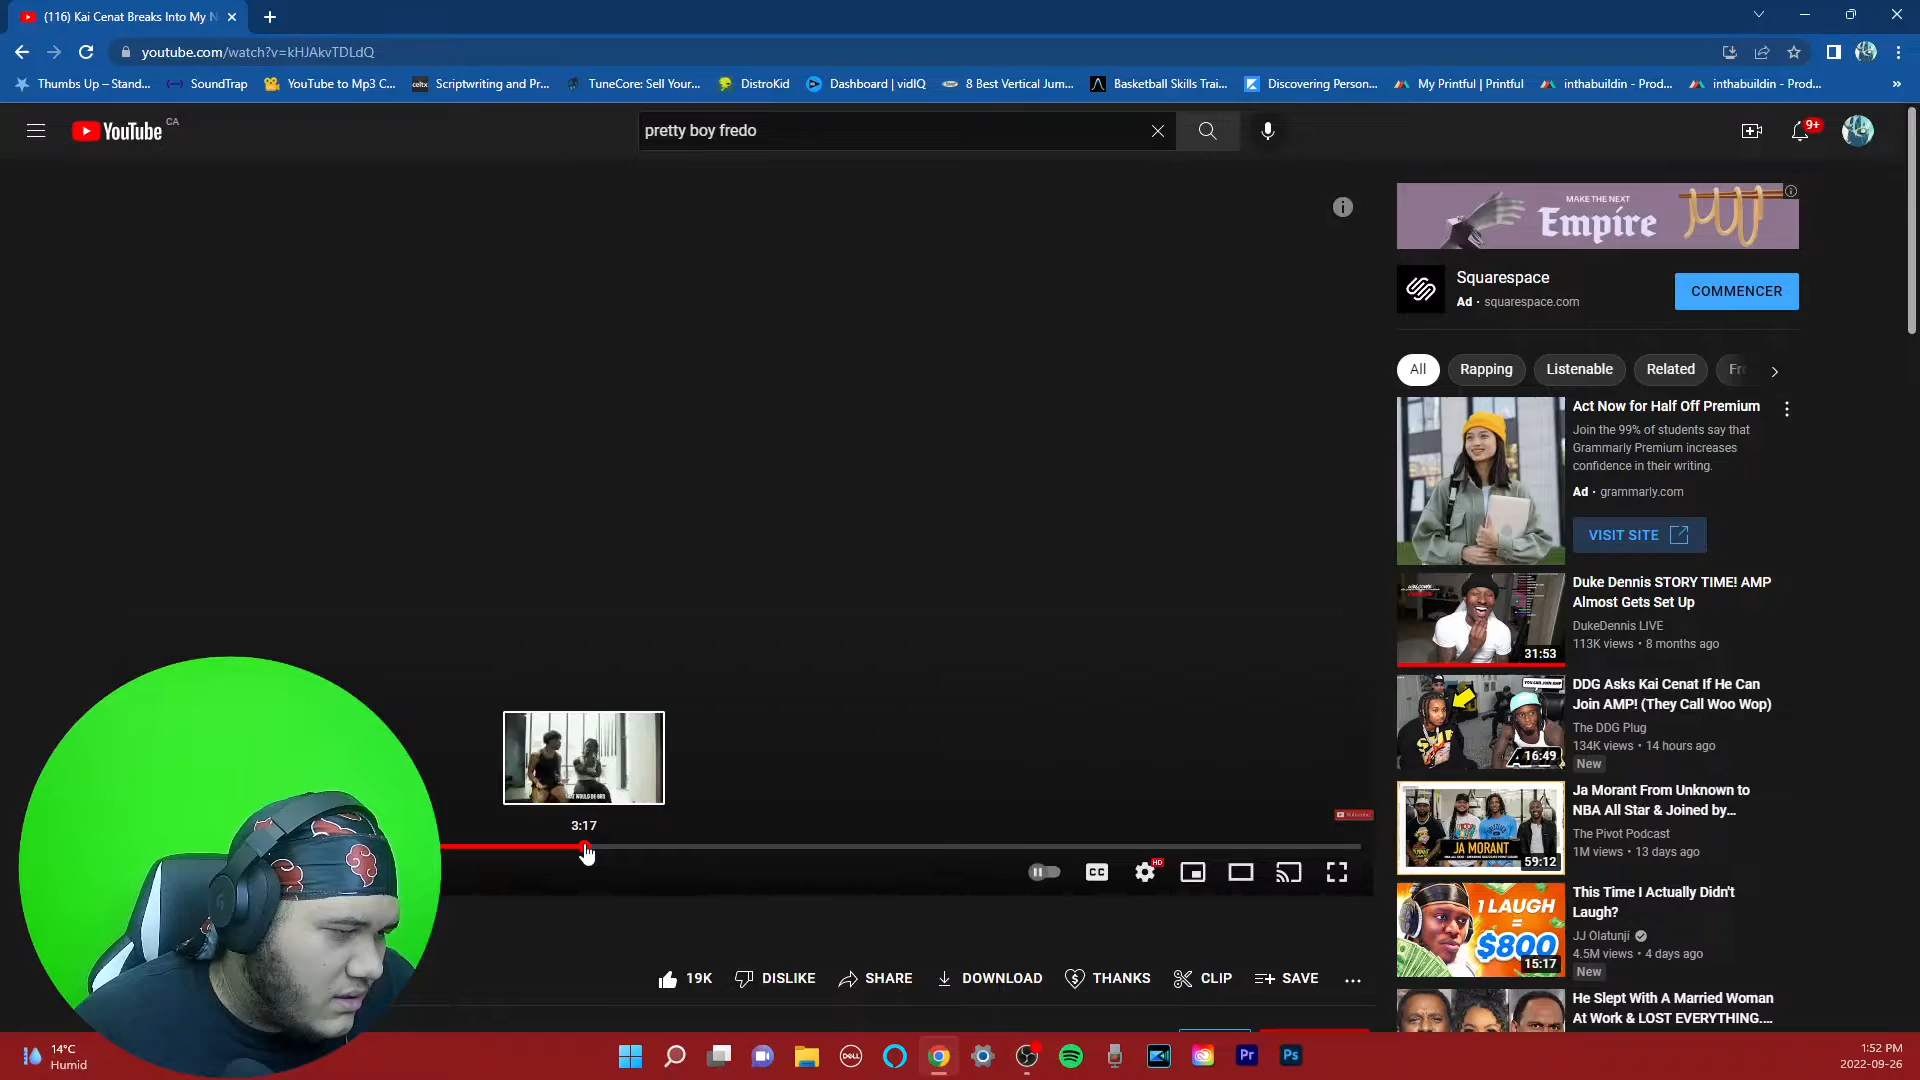 (116) Kai Cenat Breaks Into My N
youtube.com/watch?v=kHJAkvTDLdQ
Thumbs Up – Stand...
SoundTrap
YouTube to Mp3 C...
celtx
Scriptwriting and Pr...
TuneCore: Sell Your...
DistroKid
Dashboard | vidIQ
8 Best Vertical Jum...
Basketball Skills Trai...
Discovering Person...
My Printful | Printful
inthabuildin - Prod...
inthabuildin - Prod...
YouTube CA
pretty boy fredo
9+
MAKE THE NEXT
Empire
Squarespace
Ad · squarespace.com
COMMENCER
All
Rapping
Listenable
Related
Act Now for Half Off Premium
Join the 99% of students say that
Grammarly Premium increases
confidence in their writing.
Ad · grammarly.com
VISIT SITE
Duke Dennis STORY TIME! AMP
Almost Gets Set Up
DukeDennis LIVE
113K views • 8 months ago
31:53
DDG Asks Kai Cenat If He Can
Join AMP! (They Call Woo Wop)
The DDG Plug
134K views • 14 hours ago
New
16:49
Ja Morant From Unknown to
NBA All Star & Joined by...
The Pivot Podcast
1M views • 13 days ago
JA MORANT
59:12
This Time I Actually Didn't
Laugh?
JJ Olatunji
4.5M views • 4 days ago
New
1 LAUGH
=
$800
15:17
He Slept With A Married Woman
At Work & LOST EVERYTHING....
3:17
Subscribe
CC
HD
19K
DISLIKE
SHARE
DOWNLOAD
THANKS
CLIP
SAVE
14°C
Humid
DELL
Pr
Ps
1:52 PM
2022-09-26